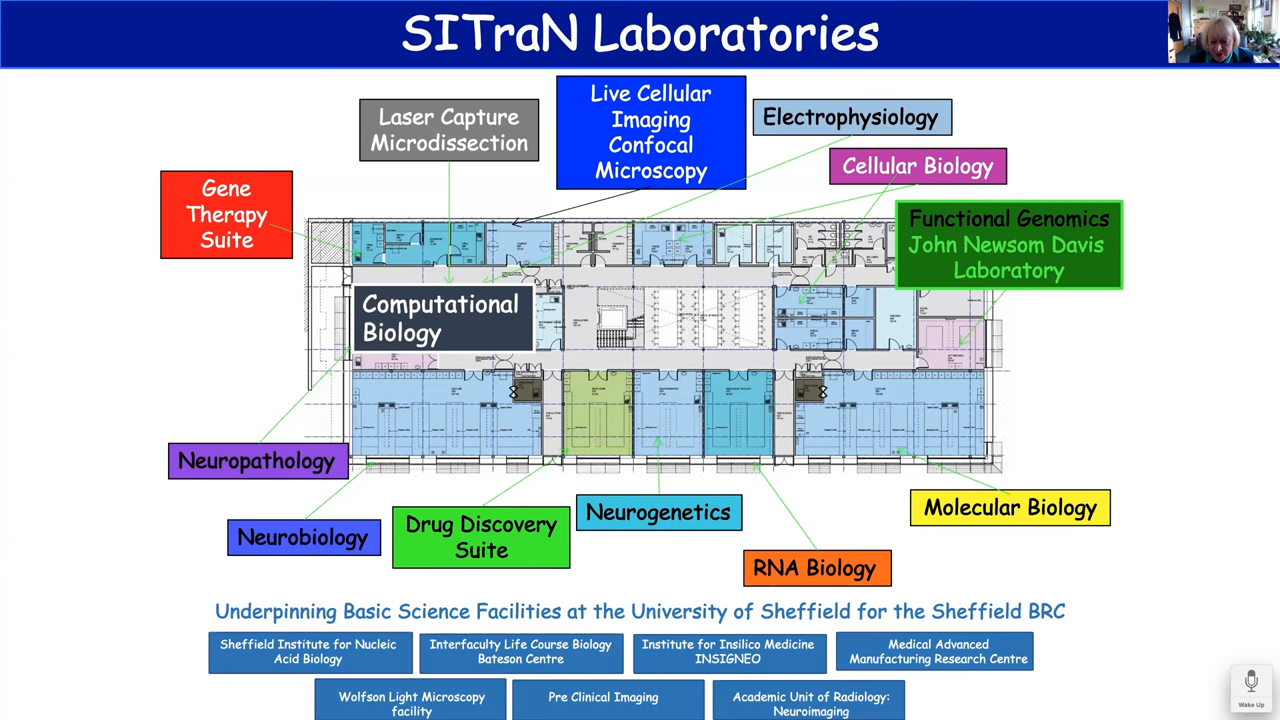 SITraN Laboratories
Live Cellular
Imaging
Confocal
Microscopy
Laser Capture
Microdissection
Electrophysiology
Cellular Biology
Gene
Therapy
Suite
Functional Genomics
John Newsom Davis
Laboratory
Computational
Biology
Neuropathology
Neurobiology
Drug Discovery
Suite
Neurogenetics
Molecular Biology
RNA Biology
Underpinning Basic Science Facilities at the University of Sheffield for the Sheffield BRC
Sheffield Institute for Nucleic
Acid Biology
Interfaculty Life Course Biology
Bateson Centre
Institute for Insilico Medicine
INSIGNEO
Medical Advanced
Manufacturing Research Centre
Wolfson Light Microscopy
facility
Pre Clinical Imaging
Academic Unit of Radiology:
Neuroimaging
Wake Up